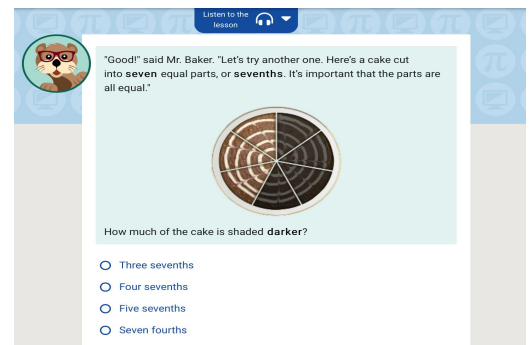 Listen to the
lesson
"Good!" said Mr. Baker. "Let's try another one. Here's a cake cut
into seven equal parts, or sevenths. It's important that the parts are
all equal."
How much of the cake is shaded darker?
Three sevenths
Four sevenths
Five sevenths
Seven fourths